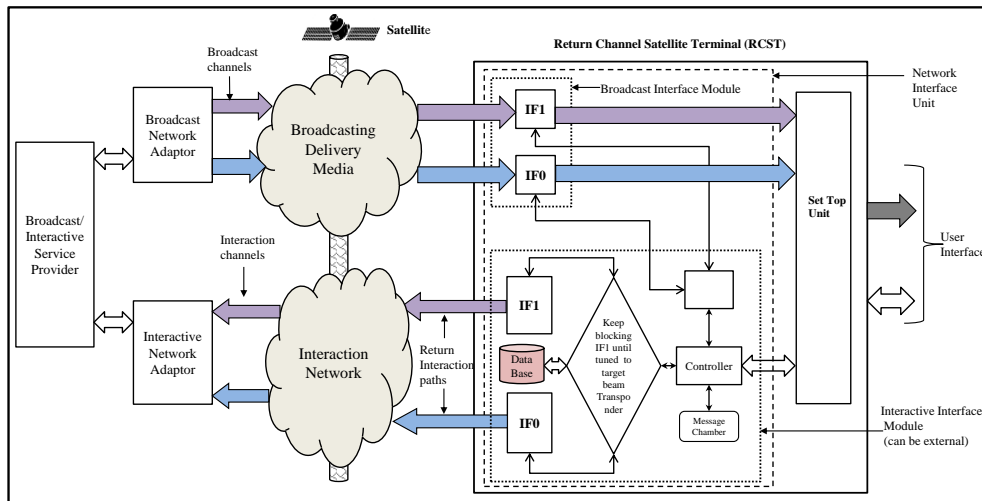 Satellite
Return Channel Satellite Terminal (RCST)
Broadcast
channels
Network
Interface
Unit
Broadcast Interface Module
Broadcast
Network
Adaptor
Broadcasting
Delivery
Media
IF1
IF0
Set Top
Unit
Broadcast/
Interactive
Service
Provider
User
Interface
Interaction
channels
IF1
Keep
blocking
IF1 until
tuned to
target
beam
Transpo
nder
Interactive
Network
Adaptor
Interaction
Network
Return
Interaction
paths
Data
Base
Controller
IF0
Message
Chamber
Interactive Interface
Module
(can be external)